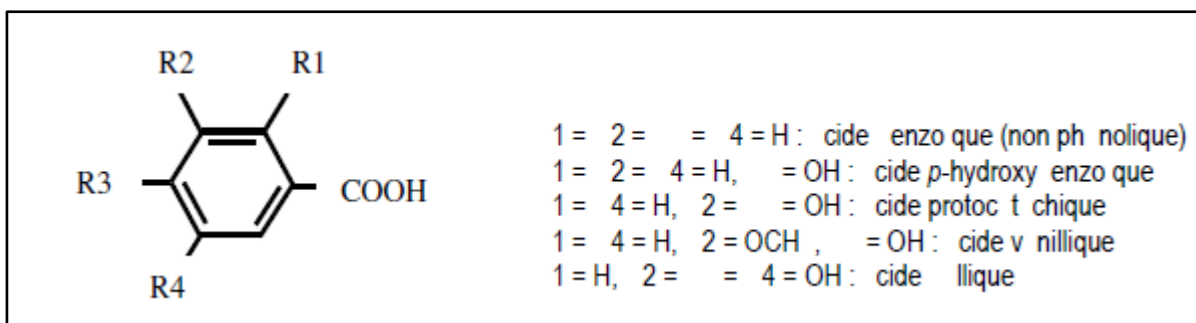 R2 R1
R3 COOH
R4
1 = 2 = = 4 = H : cide enzo que (non ph nolique)
1 = 2 = 4 = H, = OH : cide p-hydroxy enzo que
1 = 4 = H, 2 = = OH : cide protoc t chique
1 = 4 = H, 2 = OCH , = OH : cide v nillique
1 = H, 2 = = 4 = OH : cide llique